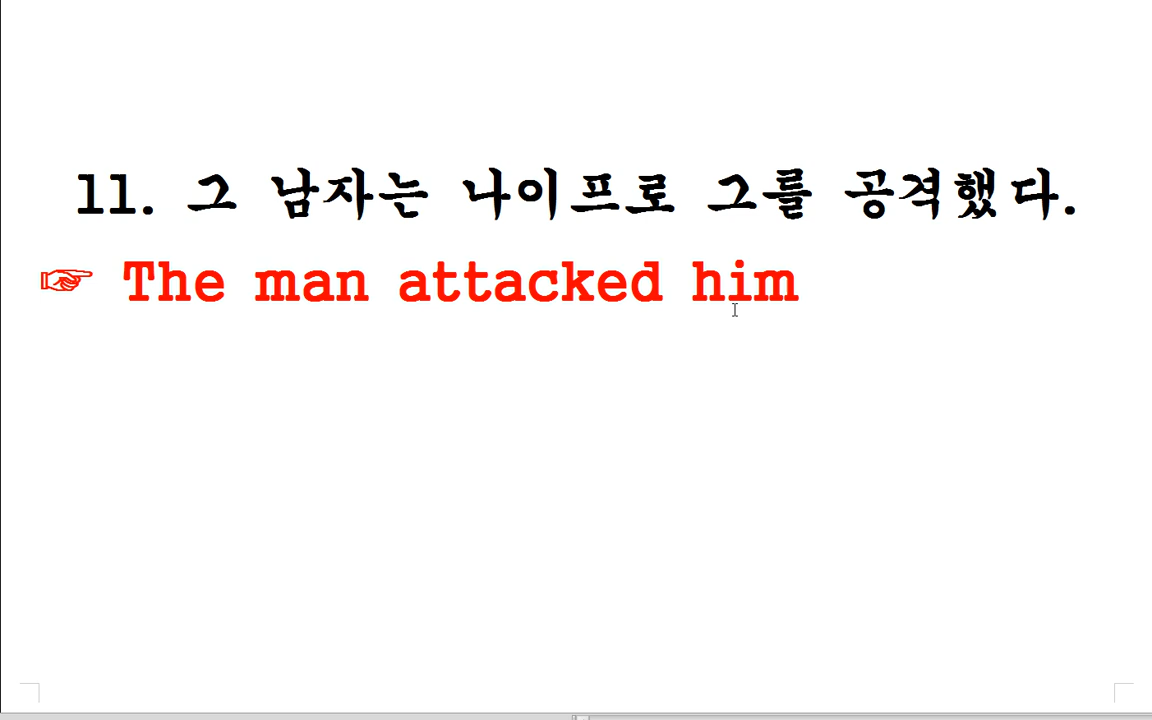 11. 그 남자는 나이프로 그를 공격했다.
☞ The man attacked him